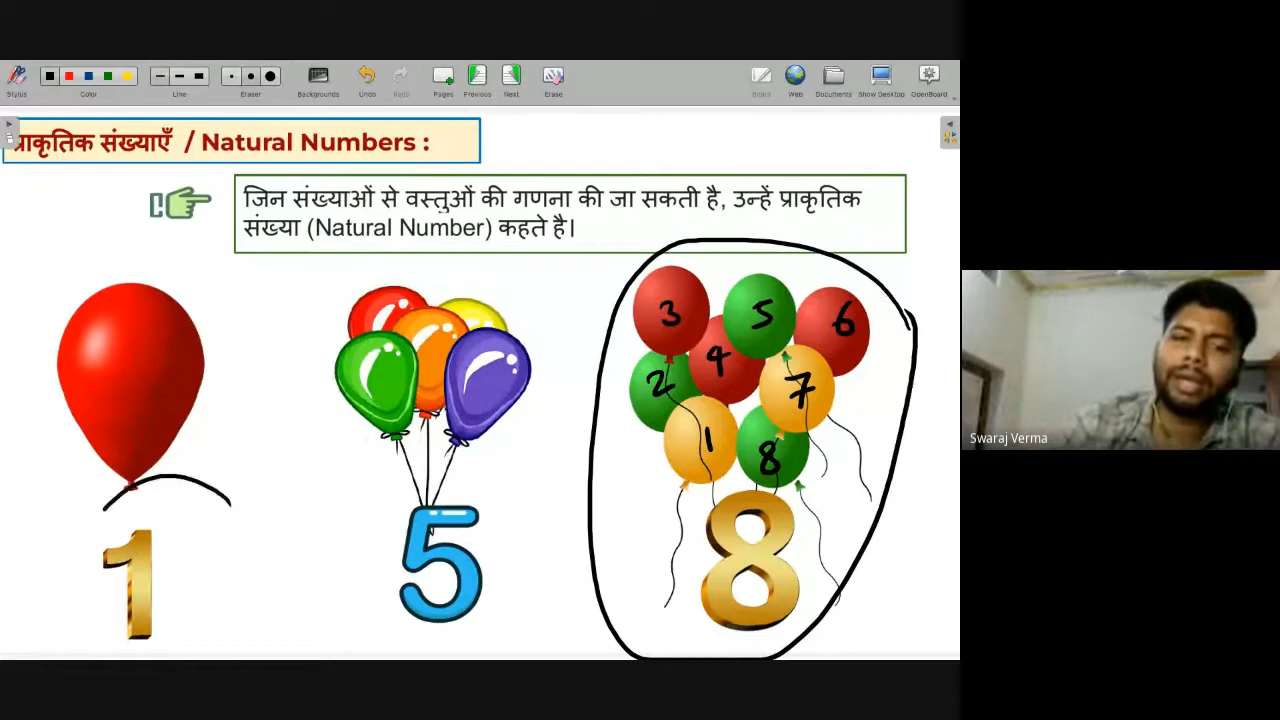 Stylus Color Line Eraser Backgrounds Undo Redo Pages Previous Next Erase Share Web Documents Show Desktop OpenBoard
प्राकृतिक संख्याएँ / Natural Numbers :
जिन संख्याओं से वस्तुओं की गणना की जा सकती है, उन्हें प्राकृतिक
संख्या (Natural Number) कहते है।
3 5 6
2 4 7
1 8
1 5 8
Swaraj Verma